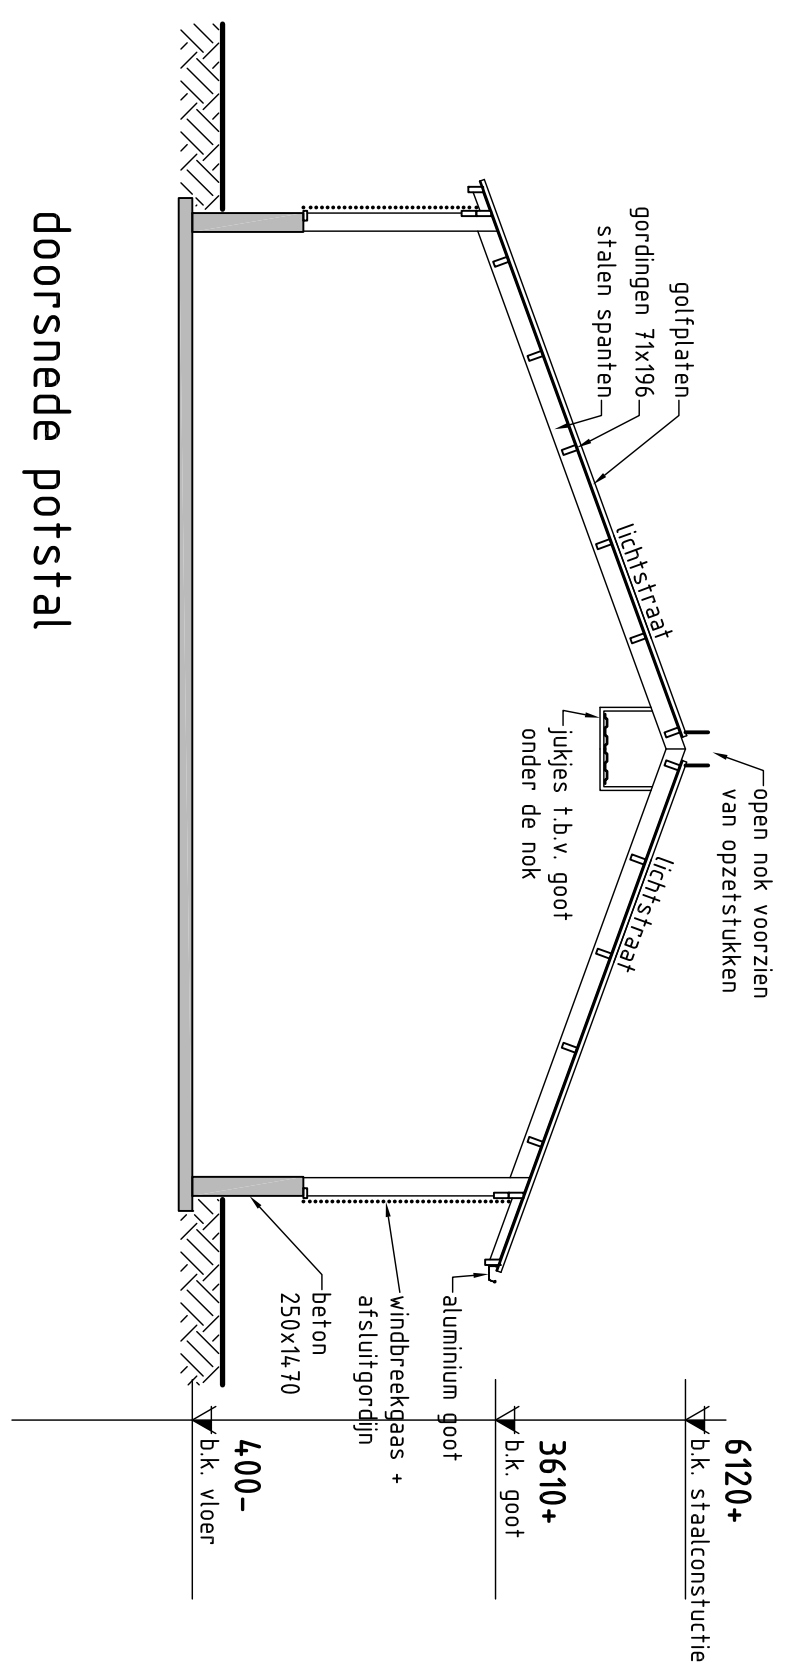 open nok voorzien
van opzetstukken
golfplaten
gordingen 71x196
stalen spanten
lichtstraat
lichtstraat
jukjes t.b.v. goot
onder de nok
6120+
b.k. staalconstuctie
3610+
b.k. goot
aluminium goot
windbreekgaas +
afsluitgordijn
beton
250x1470
400-
b.k. vloer
doorsnede potstal